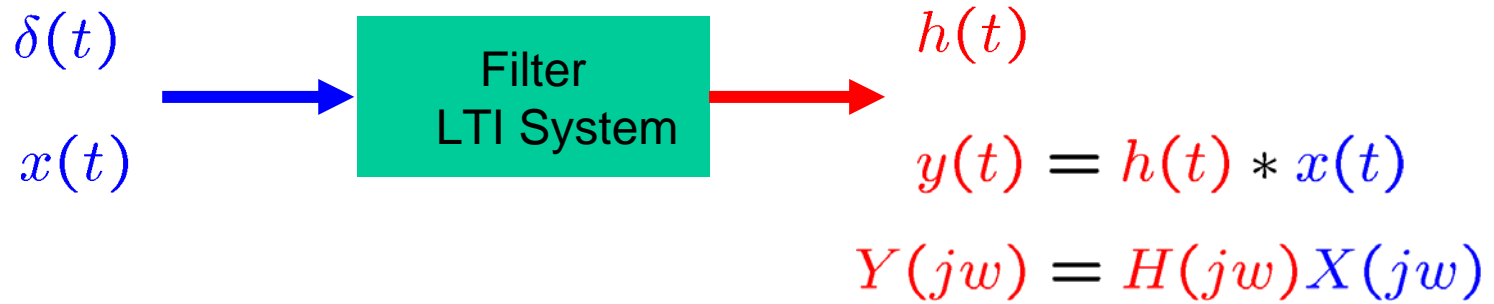 δ(t)
x(t)
Filter
LTI System
h(t)
y(t) = h(t) * x(t)
Y(jw) = H(jw)X(jw)